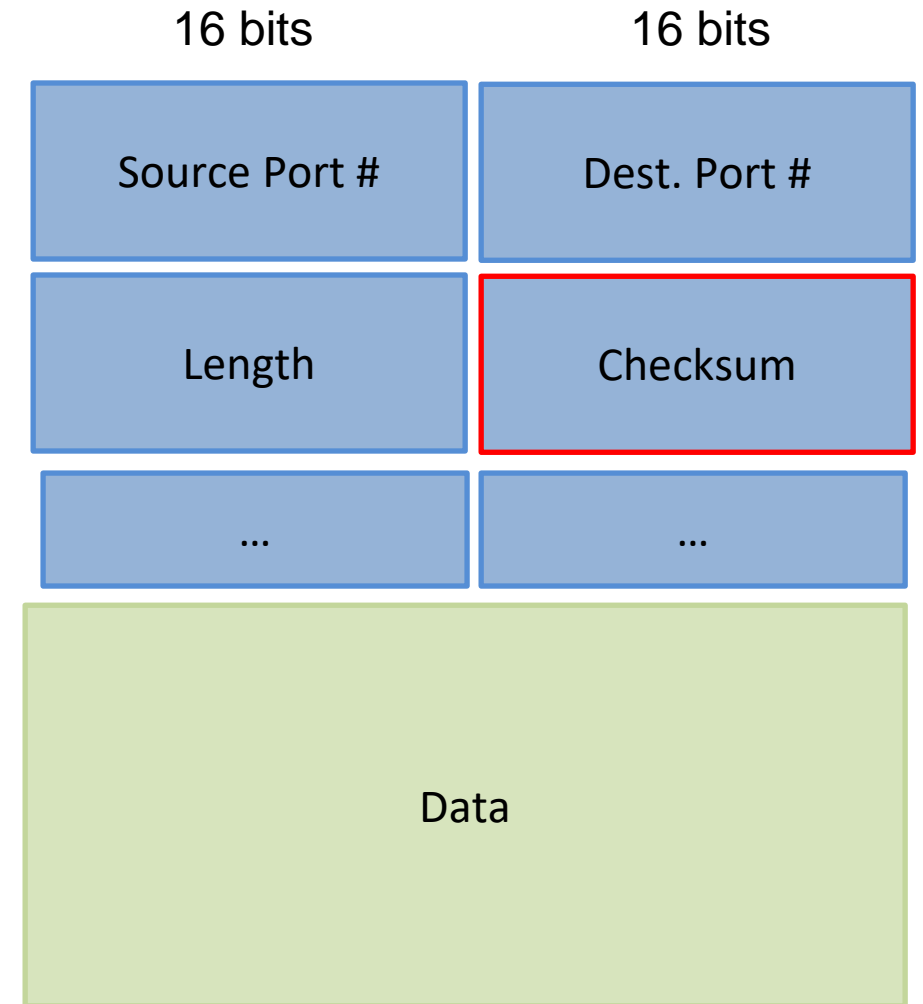 16 bits 16 bits
Source Port # Dest. Port #
Length Checksum
... ...
Data